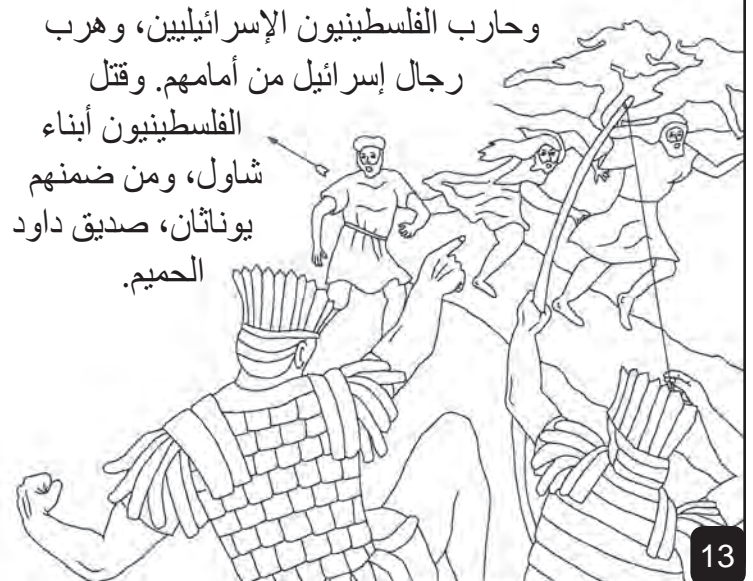 وحارب الفلسطينيون الإسرائيليين، وهرب
رجال إسرائيل من أمامهم. وقتل
الفلسطينيون أبناء
شاول، ومن ضمنهم
يوناثان، صديق داود
الحميم.
13